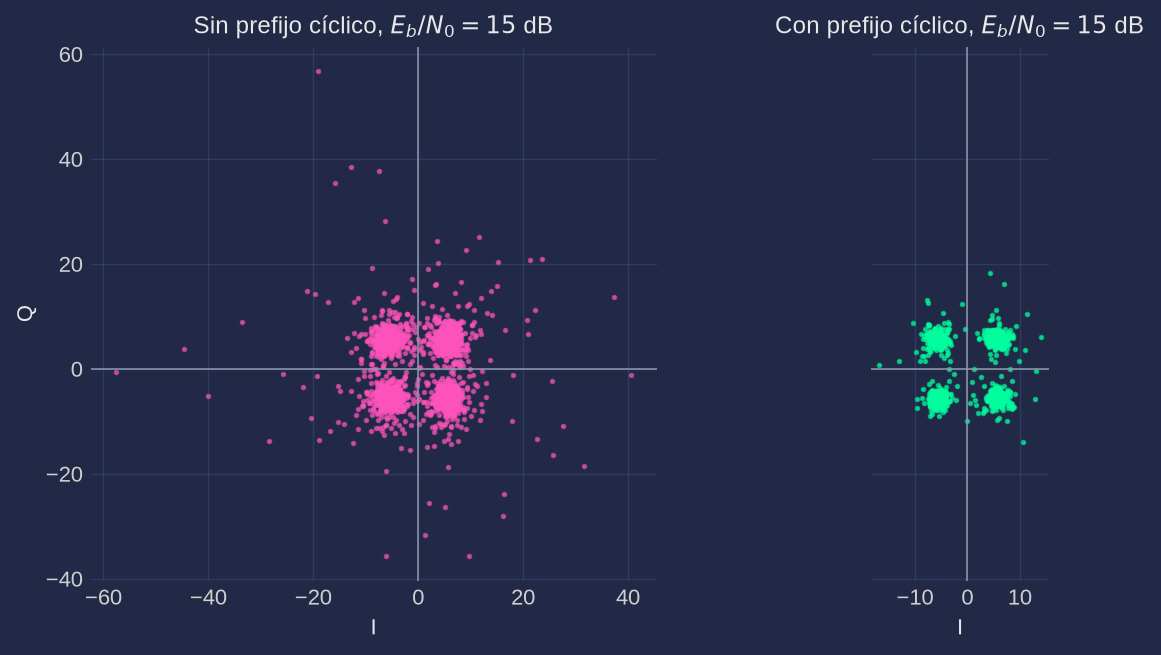 Sin prefijo cíclico, E_b/N_0 = 15 dB
Con prefijo cíclico, E_b/N_0 = 15 dB
60
40
20
0
−20
−40
Q
−60 −40 −20 0 20 40
−10 0 10
I
I